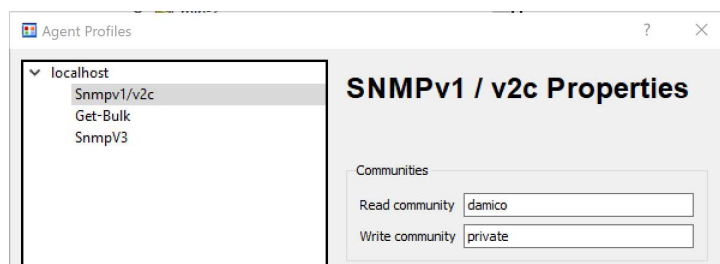 Agent Profiles
localhost
Snmpv1/v2c
Get-Bulk
SnmpV3
SNMPv1 / v2c Properties
Communities
Read community damico
Write community private